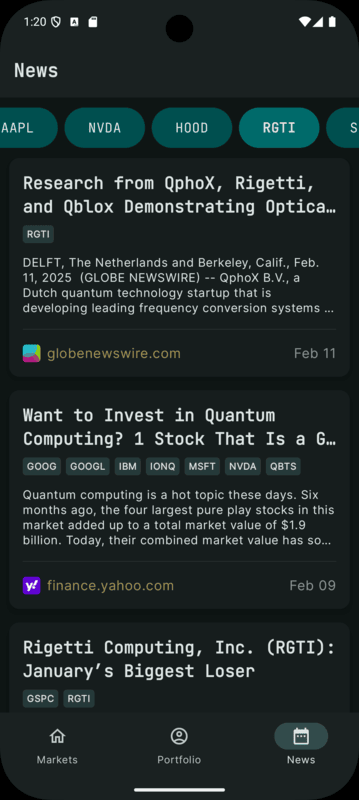 1:20
News
AAPL NVDA HOOD RGTI S
Research from QphoX, Rigetti,
and Qblox Demonstrating Optica…
RGTI
DELFT, The Netherlands and Berkeley, Calif., Feb.
11, 2025 (GLOBE NEWSWIRE) -- QphoX B.V., a
Dutch quantum technology startup that is
developing leading frequency conversion systems …
globenewswire.com Feb 11
Want to Invest in Quantum
Computing? 1 Stock That Is a G…
GOOG GOOGL IBM IONQ MSFT NVDA QBTS
Quantum computing is a hot topic these days. Six
months ago, the four largest pure play stocks in this
market added up to a total market value of $1.9
billion. Today, their combined market value has so…
finance.yahoo.com Feb 09
Rigetti Computing, Inc. (RGTI):
January’s Biggest Loser
GSPC RGTI
Markets Portfolio News